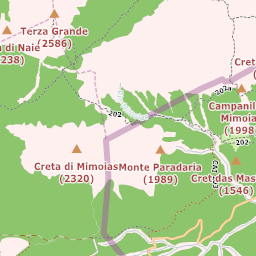 Terza Grande
(2586)
di Naie
238)
Cret
202a
202
Campanil
Mimoia
(1998
Creta di Mimoias
(2320)
Monte Paradaria
(1989)
Cret das Mas
(1546)
202